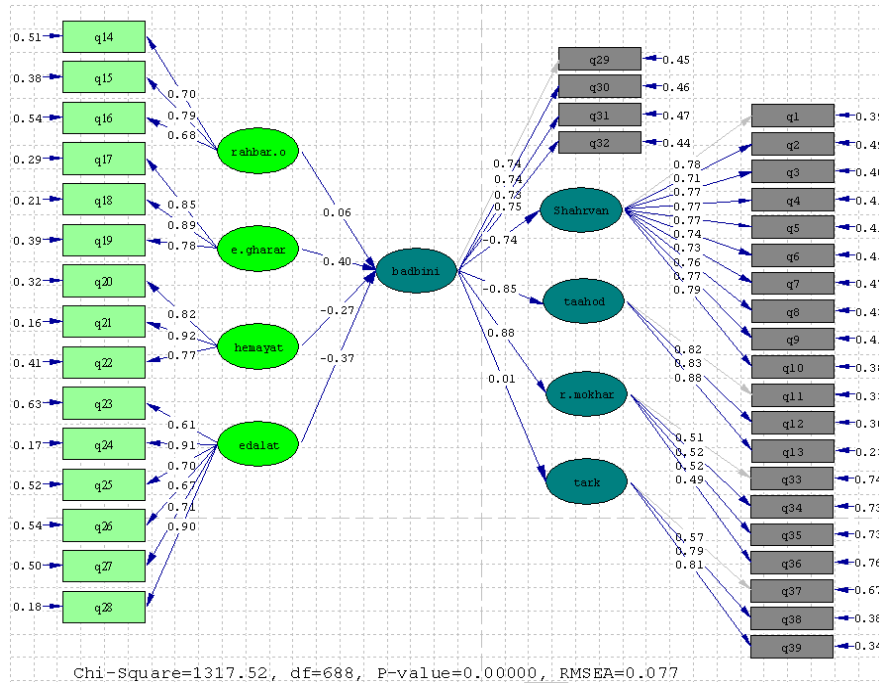 0.51 q14
0.38 q15
0.54 q16
0.29 q17
0.21 q18
0.39 q19
0.32 q20
0.16 q21
0.41 q22
0.63 q23
0.17 q24
0.52 q25
0.54 q26
0.50 q27
0.18 q28
0.70
0.79
0.68
0.85
0.89
0.78
0.82
0.92
0.77
0.61
0.91
0.70
0.67
0.71
0.90
rahbar.o
e.gharar
hemayat
edalat
0.06
0.40
-0.27
-0.37
badbini
0.74
0.74
0.73
0.75
-0.74
-0.85
0.88
0.01
q29 0.45
q30 0.46
q31 0.47
q32 0.44
Shahrvan
taahod
r.mokhar
tark
0.78
0.71
0.77
0.77
0.77
0.74
0.73
0.76
0.77
0.79
0.82
0.83
0.88
0.51
0.52
0.52
0.49
0.57
0.79
0.81
q1
q2
q3
q4
q5
q6
q7
q8
q9
q10
q11
q12
q13
q33
q34
q35
q36
q37
q38
q39
Chi-Square=1317.52, df=688, P-value=0.00000, RMSEA=0.077